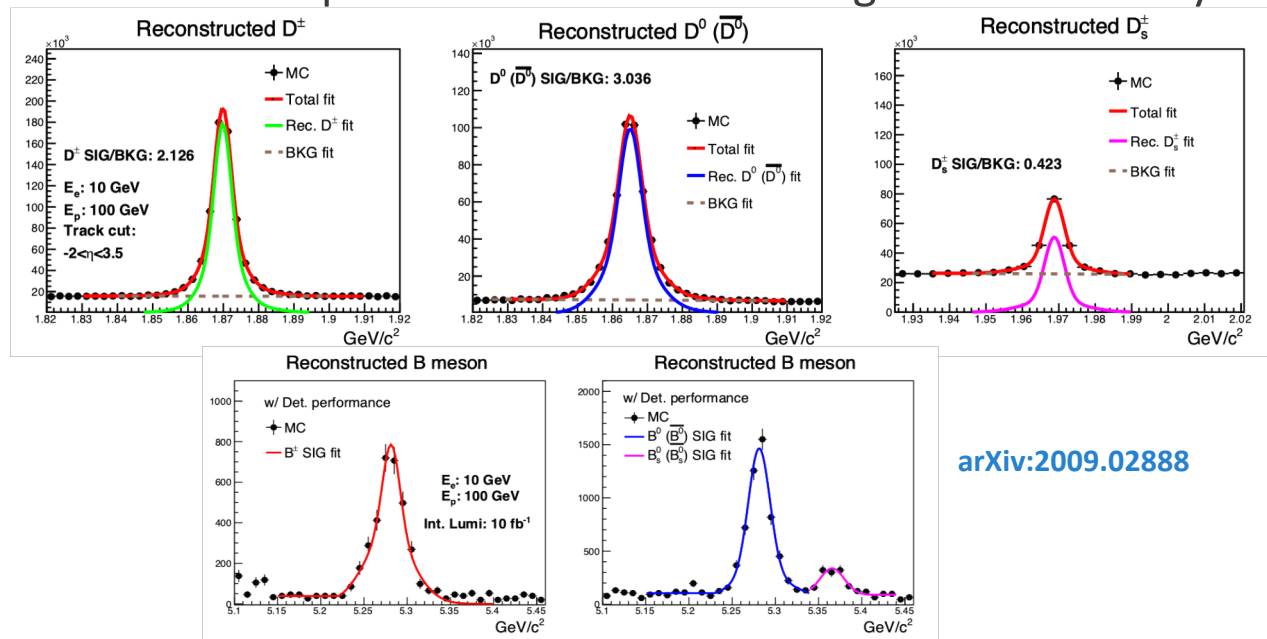 Reconstructed D±
×10³
240
220
200
180
160
140
120
100
80
60
40
20
MC
Total fit
Rec. D± fit
BKG fit
D± SIG/BKG: 2.126
Eₑ: 10 GeV
Eₚ: 100 GeV
Track cut:
-2<η<3.5
1.82 1.83 1.84 1.85 1.86 1.87 1.88 1.89 1.9 1.91 1.92
GeV/c²
Reconstructed D⁰ (D̅⁰)
×10³
140
120
100
80
60
40
20
0
D⁰ (D̅⁰) SIG/BKG: 3.036
MC
Total fit
Rec. D⁰ (D̅⁰) fit
BKG fit
1.82 1.83 1.84 1.85 1.86 1.87 1.88 1.89 1.9 1.91 1.92
GeV/c²
Reconstructed Dₛ±
×10³
160
140
120
100
80
60
40
20
0
MC
Total fit
Rec. Dₛ± fit
BKG fit
Dₛ± SIG/BKG: 0.423
1.93 1.94 1.95 1.96 1.97 1.98 1.99 2 2.01 2.02
GeV/c²
Reconstructed B meson
1000
800
600
400
200
0
w/ Det. performance
MC
B± SIG fit
Eₑ: 10 GeV
Eₚ: 100 GeV
Int. Lumi: 10 fb⁻¹
5.1 5.15 5.2 5.25 5.3 5.35 5.4 5.45
GeV/c²
Reconstructed B meson
2000
1500
1000
500
0
w/ Det. performance
MC
B⁰ (B̅⁰) SIG fit
Bₛ⁰ (B̅ₛ⁰) SIG fit
5.1 5.15 5.2 5.25 5.3 5.35 5.4 5.45
GeV/c²
arXiv:2009.02888